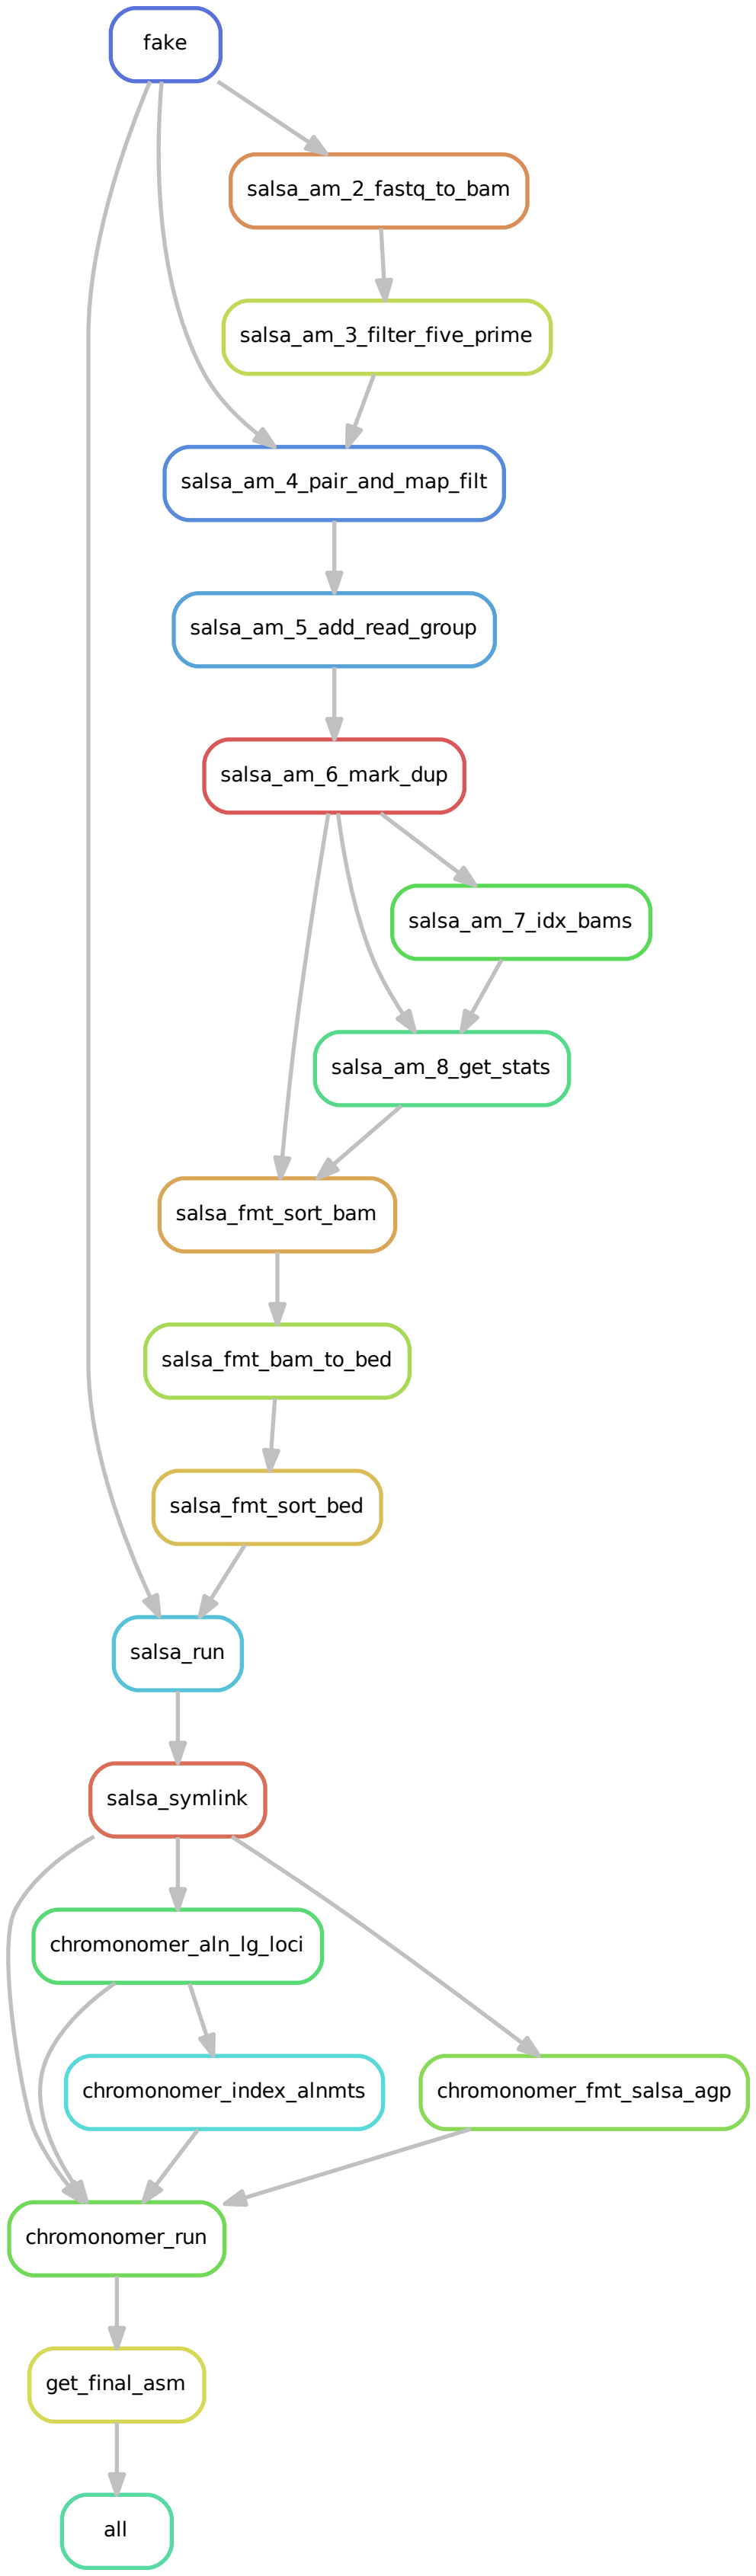 fake
salsa_am_2_fastq_to_bam
salsa_am_3_filter_five_prime
salsa_am_4_pair_and_map_filt
salsa_am_5_add_read_group
salsa_am_6_mark_dup
salsa_am_7_idx_bams
salsa_am_8_get_stats
salsa_fmt_sort_bam
salsa_fmt_bam_to_bed
salsa_fmt_sort_bed
salsa_run
salsa_symlink
chromonomer_aln_lg_loci
chromonomer_index_alnmts
chromonomer_fmt_salsa_agp
chromonomer_run
get_final_asm
all